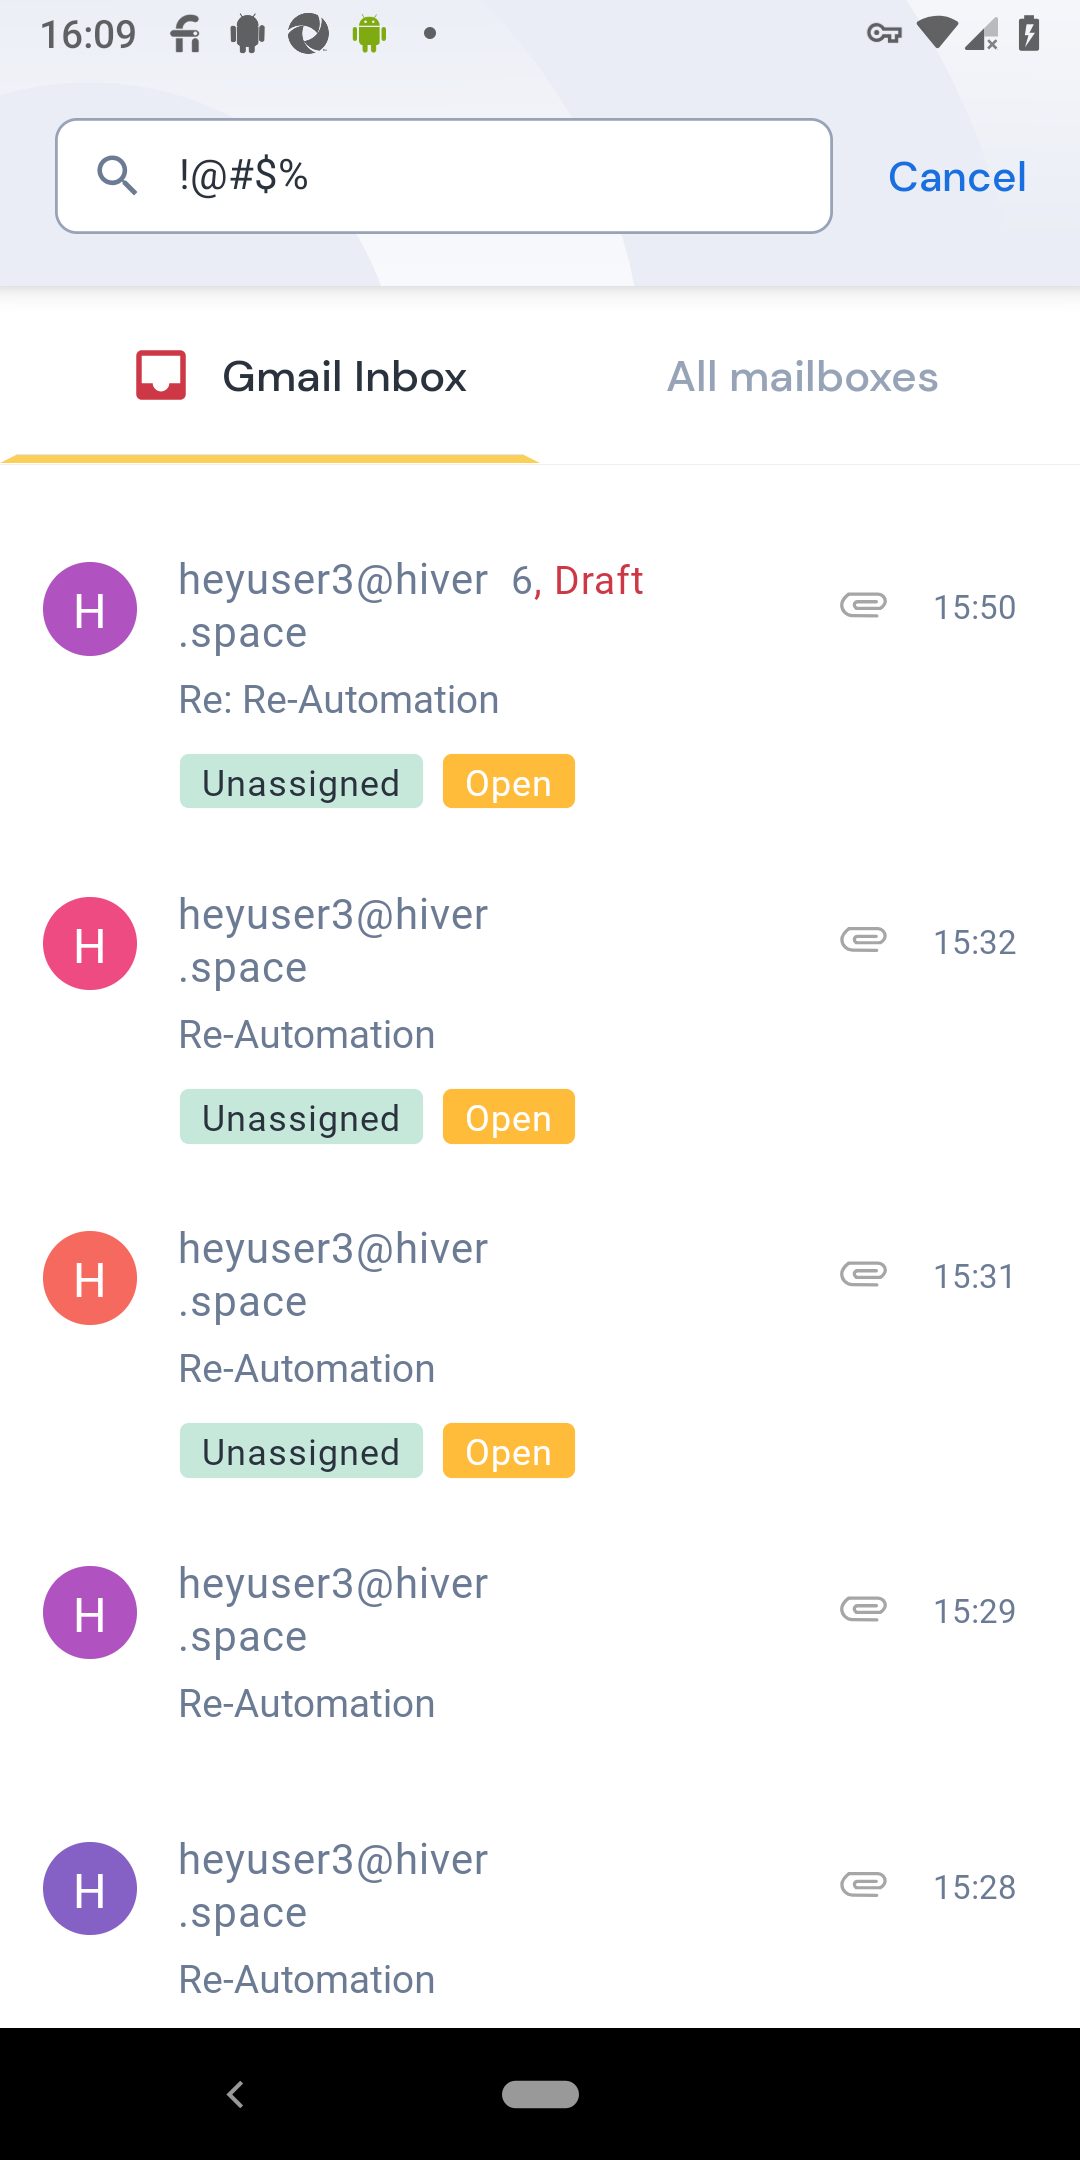 16:09
!@#$%
Cancel
Gmail Inbox
All mailboxes
H
heyuser3@hiver 6, Draft
.space
15:50
Re: Re-Automation
Unassigned Open
H
heyuser3@hiver
.space
15:32
Re-Automation
Unassigned Open
H
heyuser3@hiver
.space
15:31
Re-Automation
Unassigned Open
H
heyuser3@hiver
.space
15:29
Re-Automation
H
heyuser3@hiver
.space
15:28
Re-Automation